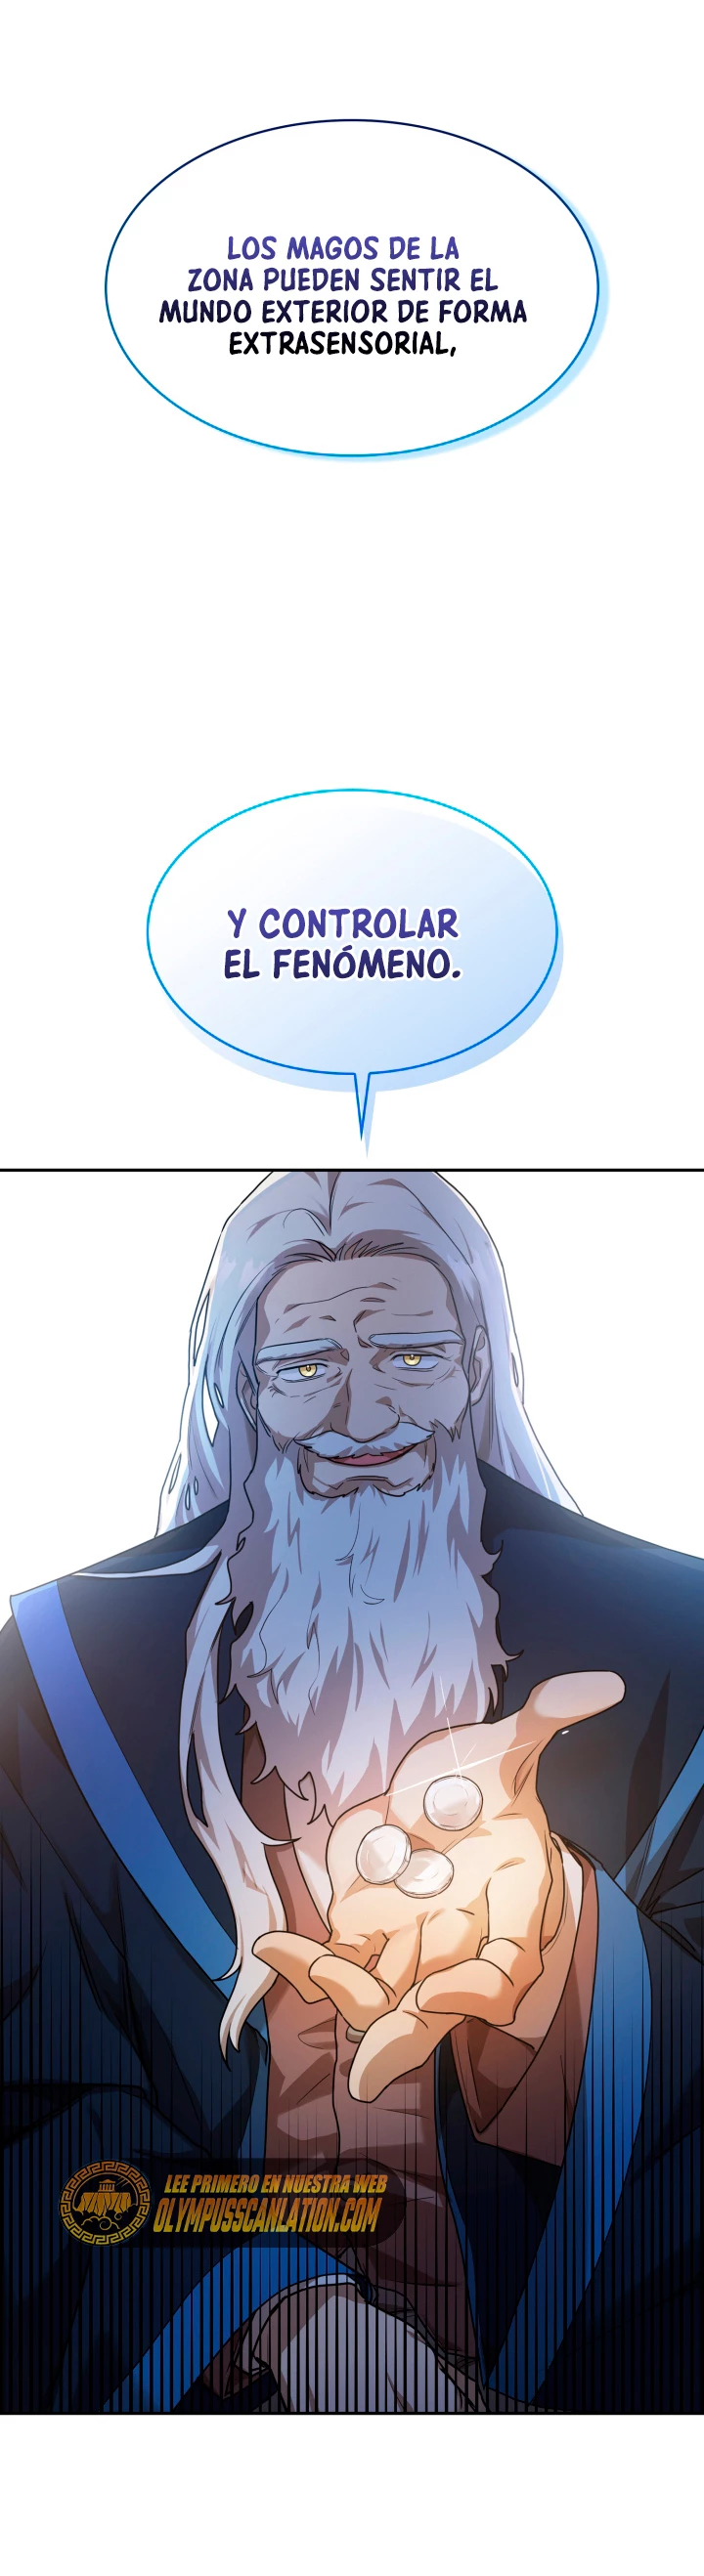 LOS MAGOS DE LA
ZONA PUEDEN SENTIR EL
MUNDO EXTERIOR DE FORMA
EXTRASENSORIAL,
Y CONTROLAR
EL FENÓMENO.
LEE PRIMERO EN NUESTRA WEB
OLYMPUSSCANLATION.COM